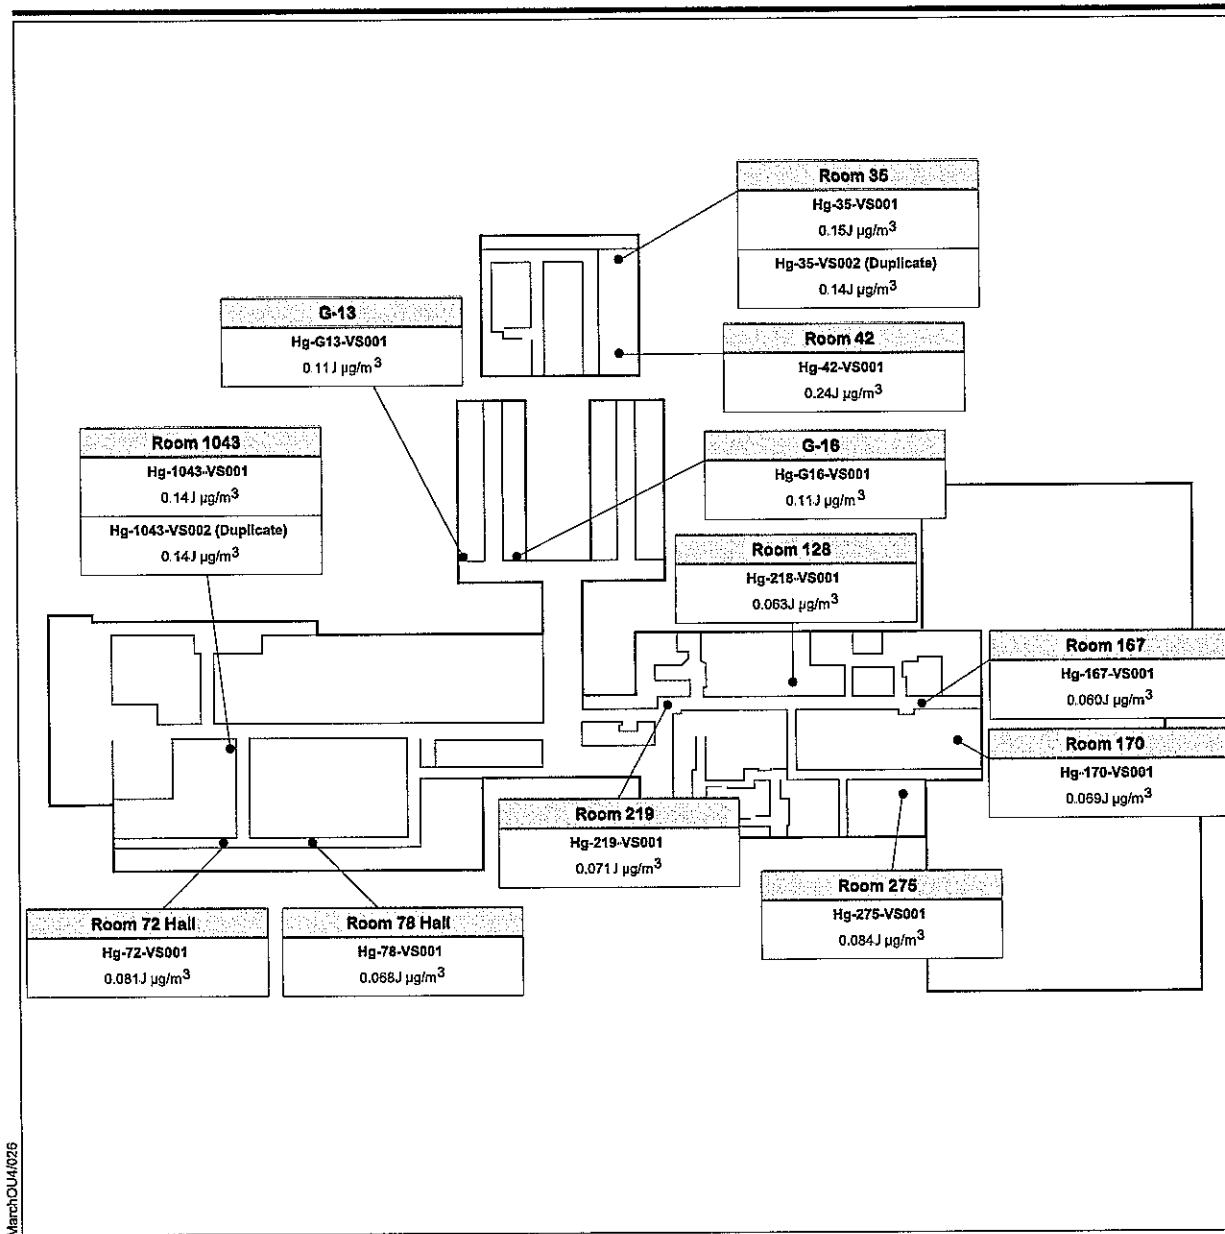 Room 35
Hg-35-VS001
0.15J µg/m³
Hg-35-VS002 (Duplicate)
0.14J µg/m³
G-13
Hg-G13-VS001
0.11J µg/m³
Room 42
Hg-42-VS001
0.24J µg/m³
Room 1043
Hg-1043-VS001
0.14J µg/m³
Hg-1043-VS002 (Duplicate)
0.14J µg/m³
G-16
Hg-G16-VS001
0.11J µg/m³
Room 128
Hg-218-VS001
0.063J µg/m³
Room 167
Hg-167-VS001
0.060J µg/m³
Room 170
Hg-170-VS001
0.069J µg/m³
Room 219
Hg-219-VS001
0.071J µg/m³
Room 275
Hg-275-VS001
0.084J µg/m³
Room 72 Hall
Hg-72-VS001
0.081J µg/m³
Room 78 Hall
Hg-78-VS001
0.068J µg/m³
MarchOU4/026